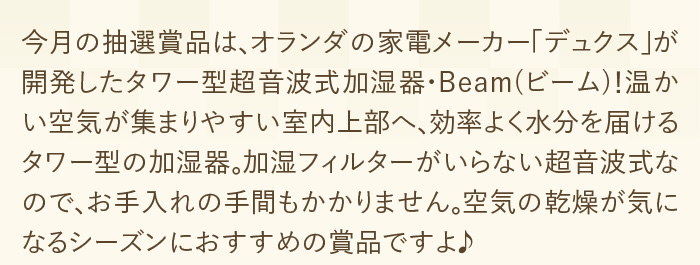 今月の抽選賞品は、オランダの家電メーカー「デュクス」が
開発したタワー型超音波式加湿器・Beam(ビーム)!温か
い空気が集まりやすい室内上部へ、効率よく水分を届ける
タワー型の加湿器。加湿フィルターがいらない超音波式な
ので、お手入れの手間もかかりません。空気の乾燥が気に
なるシーズンにおすすめの賞品ですよ♪